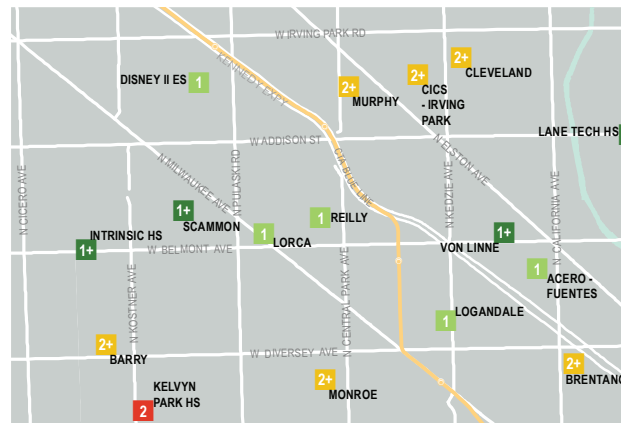 W IRVING PARK RD
KENNEDY EXPY
DISNEY II ES
1
2+
MURPHY
2+
CICS
- IRVING
PARK
2+
CLEVELAND
LANE TECH HS
W ADDISON ST
CTA BLUE LINE
N ELSTON AVE
N MILWAUKEE AVE
N PULASKI RD
N CICERO AVE
N KEDZIE AVE
N CALIFORNIA AVE
1+
SCAMMON
1+
INTRINSIC HS
W BELMONT AVE
1
LORCA
1
REILLY
1+
VON LINNE
1
ACERO -
FUENTES
N KOSTNER AVE
N CENTRAL PARK AVE
1
LOGANDALE
2+
BARRY
W DIVERSEY AVE
2+
BRENTANO
2+
MONROE
2
KELVYN
PARK HS